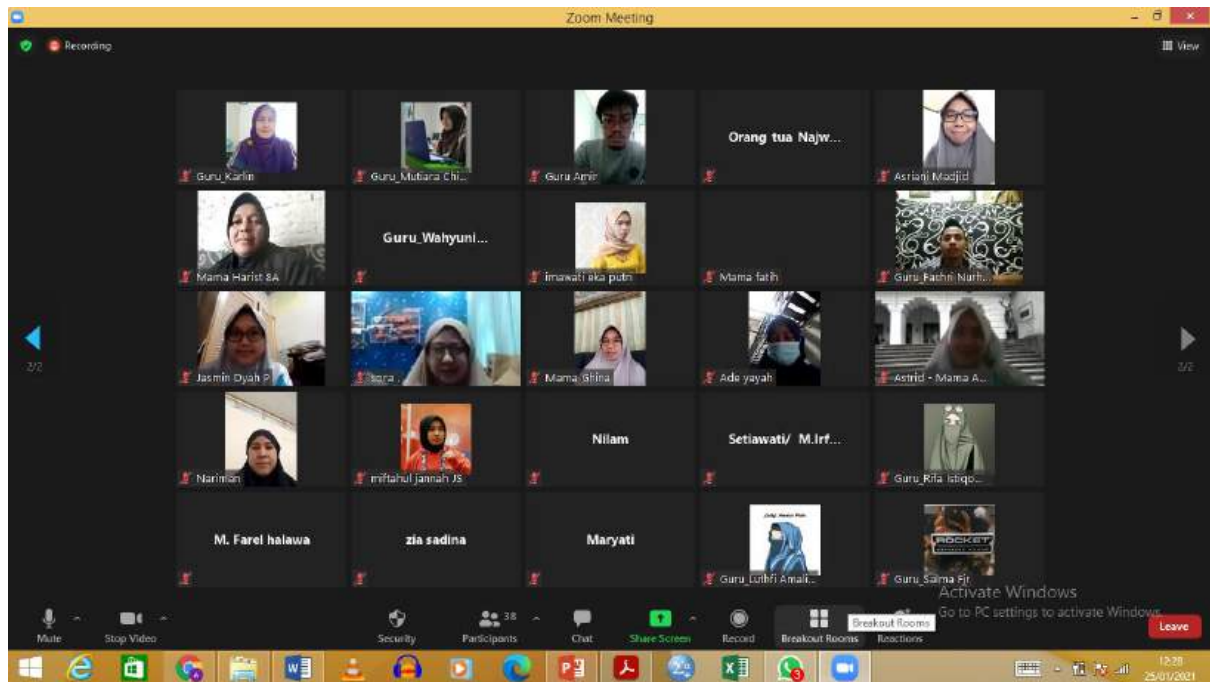 Zoom Meeting
Recording
View
Guru_Karlin
Guru_Mutiara Chi...
Guru Amir
Orang tua Najw...
Asriani Madjid
Mama Harist 8A
Guru_Wahyuni...
imawati eka putri
Mama fatih
Guru_Fachri Nurh...
Jasmin Dyah P
sora .
Mama Ghina
Ade yayah
Astrid - Mama A...
Nariman
miftahul jannah JS
Nilam
Setiawati/ M.Irf...
Guru_Rifa Istiqo...
M. Farel halawa
zia sadina
Maryati
Guru_Luthfi Amali...
ROCKET
Guru_Salma Fir
2/2
2/2
Activate Windows
Go to PC settings to activate Windows.
Mute
Stop Video
Security
38
Participants
Chat
Share Screen
Record
Breakout Rooms
Breakout Rooms
Reactions
Leave
12:28
25/01/2021